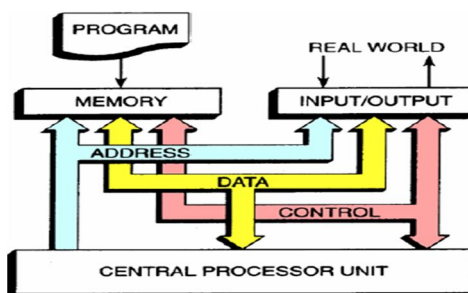 PROGRAM
REAL WORLD
MEMORY
INPUT/OUTPUT
ADDRESS
DATA
CONTROL
CENTRAL PROCESSOR UNIT